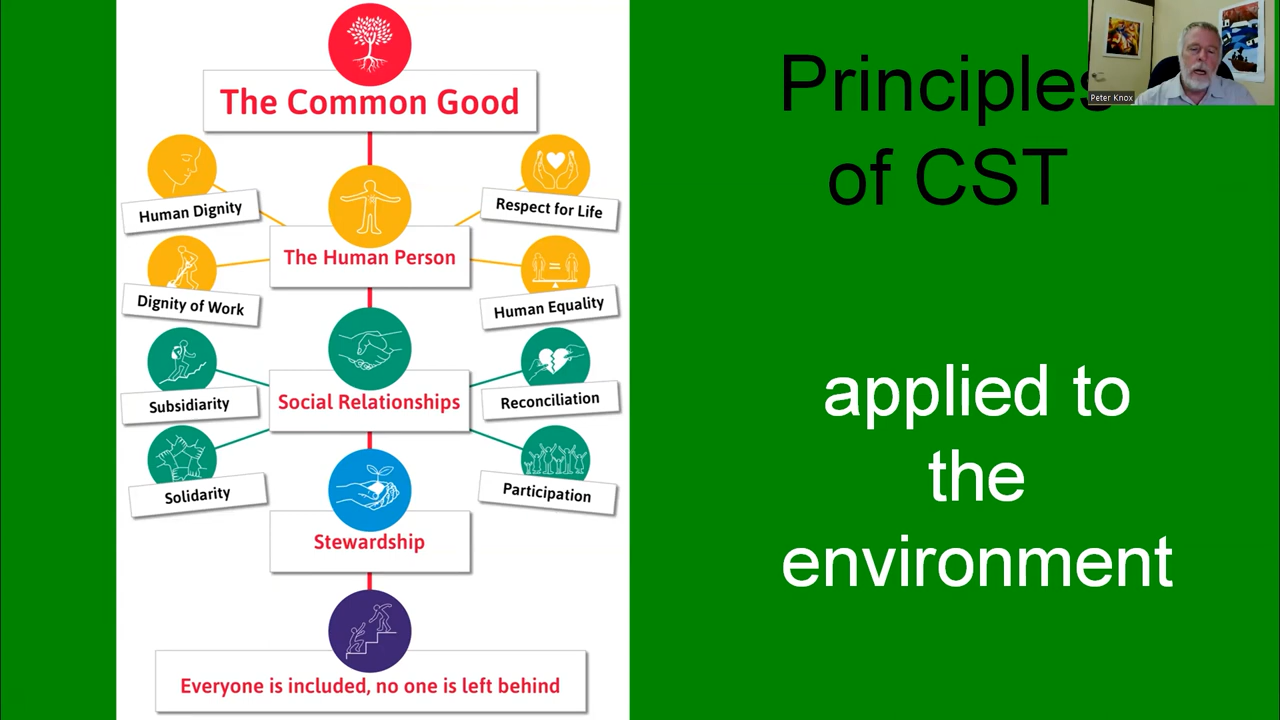 The Common Good
Human Dignity
Respect for Life
The Human Person
Dignity of Work
Human Equality
Subsidiarity
Social Relationships
Reconciliation
Solidarity
Participation
Stewardship
Everyone is included, no one is left behind
Principles
of CST
applied to
the
environment
Peter Knox